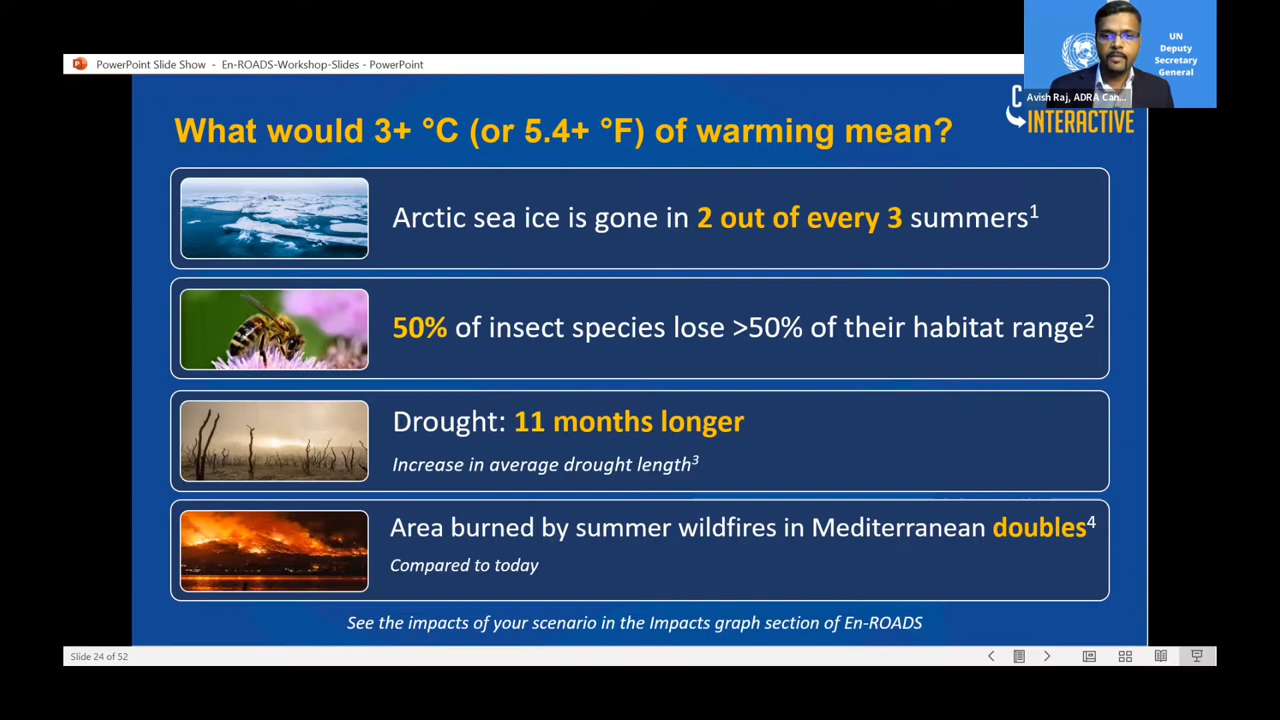 PowerPoint Slide Show - En-ROADS-Workshop-Slides - PowerPoint
UN
Deputy
Secretary
General
Avish Raj, ADRA Can...
C
INTERACTIVE
What would 3+ °C (or 5.4+ °F) of warming mean?
Arctic sea ice is gone in 2 out of every 3 summers¹
50% of insect species lose >50% of their habitat range²
Drought: 11 months longer
Increase in average drought length³
Area burned by summer wildfires in Mediterranean doubles⁴
Compared to today
See the impacts of your scenario in the Impacts graph section of En-ROADS
Slide 24 of 52